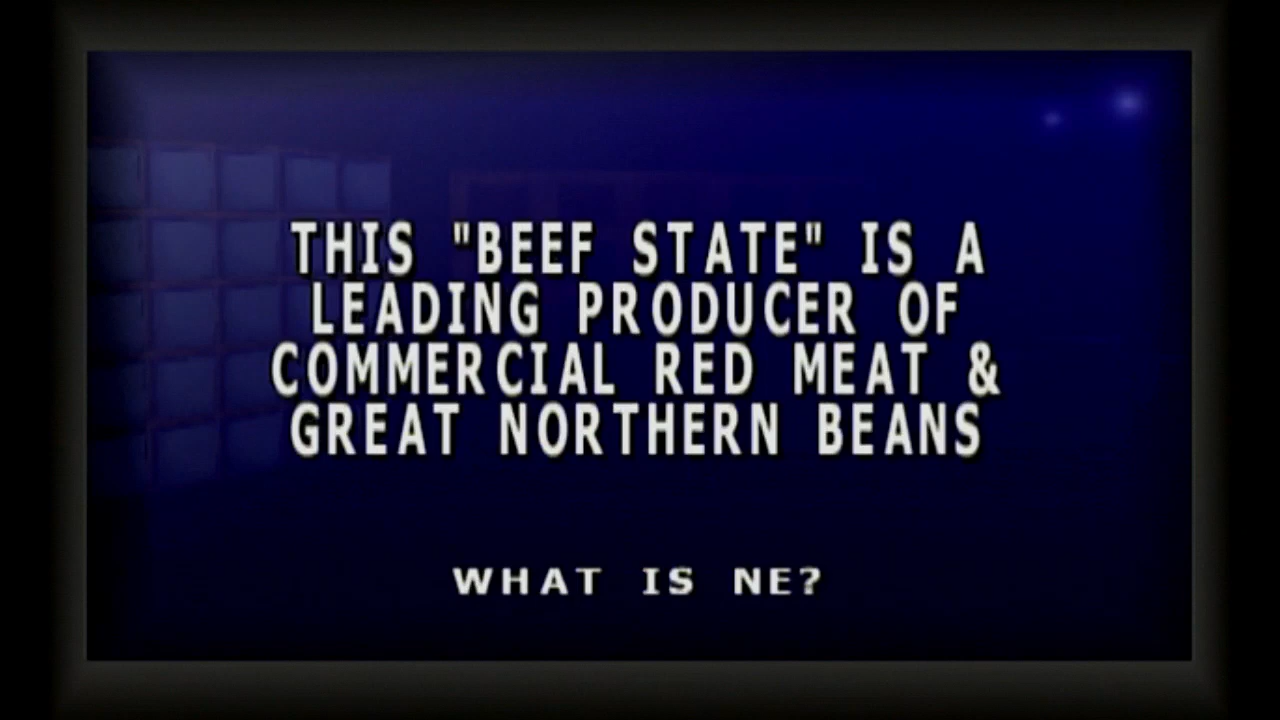 THIS "BEEF STATE" IS A
LEADING PRODUCER OF
COMMERCIAL RED MEAT &
GREAT NORTHERN BEANS
WHAT IS NE?